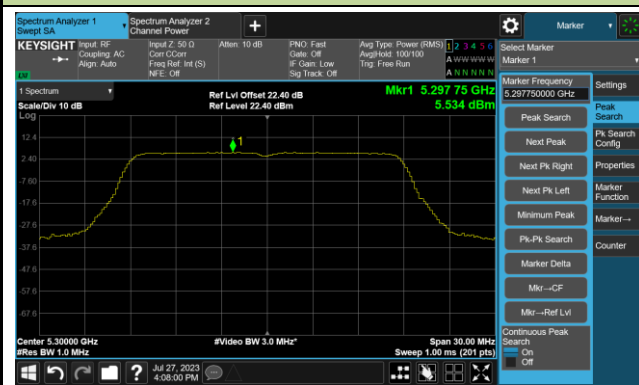 Spectrum Analyzer 1
Swept SA
Spectrum Analyzer 2
Channel Power
+
Marker
KEYSIGHT
Input: RF
Coupling: AC
Align: Auto
Input Z: 50 Ω
Corr CCorr
Freq Ref: Int (S)
NFE: Off
Atten: 10 dB
PNO: Fast
Gate: Off
IF Gain: Low
Sig Track: Off
Avg Type: Power (RMS)
Avg|Hold: 100/100
Trig: Free Run
1 2 3 4 5 6
A W W W W W
A N N N N N
LW
Select Marker
Marker 1
1 Spectrum
Scale/Div 10 dB
Log
Ref Lvl Offset 22.40 dB
Ref Level 22.40 dBm
Mkr1 5.297 75 GHz
5.534 dBm
1
12.4
2.40
-7.60
-17.6
-27.6
-37.6
-47.6
-57.6
-67.6
Center 5.30000 GHz
#Res BW 1.0 MHz
#Video BW 3.0 MHz*
Span 30.00 MHz
Sweep 1.00 ms (201 pts)
Marker Frequency
5.297750000 GHz
Peak Search
Next Peak
Next Pk Right
Next Pk Left
Minimum Peak
Pk-Pk Search
Marker Delta
Mkr→CF
Mkr→Ref Lvl
Continuous Peak
Search
On
Off
Settings
Peak
Search
Pk Search
Config
Properties
Marker
Function
Marker→
Counter
?
Jul 27, 2023
4:08:00 PM